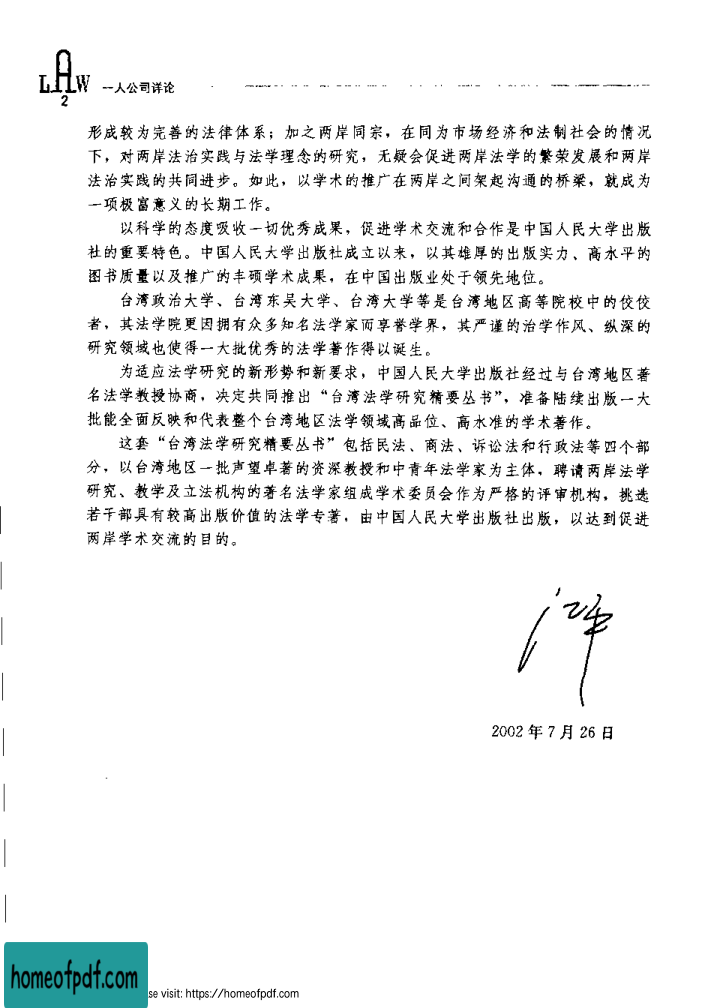 LAW
2
一人公司详论
形成较为完善的法律体系；加之两岸同宗，在同为市场经济和法制社会的情况
下，对两岸法治实践与法学理念的研究，无疑会促进两岸法学的繁荣发展和两岸
法治实践的共同进步。如此，以学术的推广在两岸之间架起沟通的桥梁，就成为
一项极富意义的长期工作。
以科学的态度吸收一切优秀成果，促进学术交流和合作是中国人民大学出版
社的重要特色。中国人民大学出版社成立以来，以其雄厚的出版实力、高水平的
图书质量以及推广的丰硕学术成果，在中国出版业处于领先地位。
台湾政治大学、台湾东吴大学、台湾大学等是台湾地区高等院校中的佼佼
者，其法学院更因拥有众多知名法学家而享誉学界，其严谨的治学作风、纵深的
研究领域也使得一大批优秀的法学著作得以诞生。
为适应法学研究的新形势和新要求，中国人民大学出版社经过与台湾地区著
名法学教授协商，决定共同推出“台湾法学研究精要丛书”，准备陆续出版一大
批能全面反映和代表整个台湾地区法学领域高品位、高水准的学术著作。
这套“台湾法学研究精要丛书”包括民法、商法、诉讼法和行政法等四个部
分，以台湾地区一批声望卓著的资深教授和中青年法学家为主体，聘请两岸法学
研究、教学及立法机构的著名法学家组成学术委员会作为严格的评审机构，挑选
若干部具有较高出版价值的法学专著，由中国人民大学出版社出版，以达到促进
两岸学术交流的目的。
2002 年 7 月 26 日
homeofpdf.com
se visit: https://homeofpdf.com